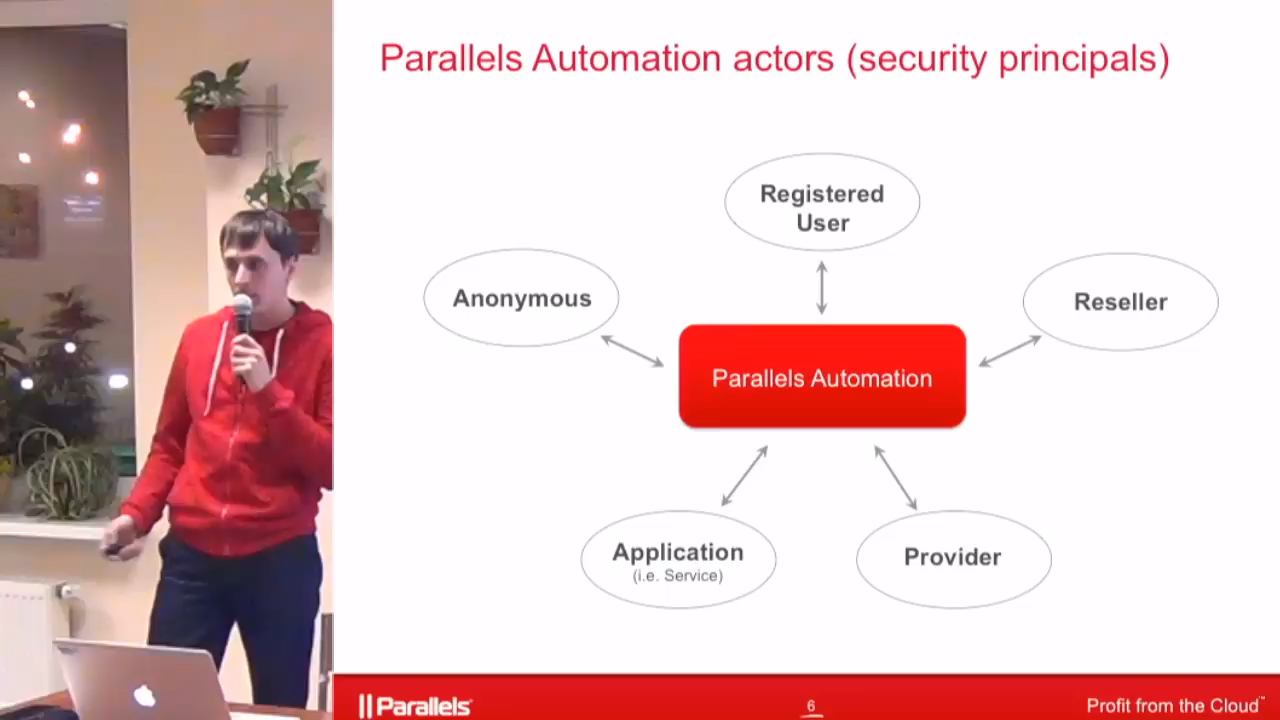 Parallels Automation actors (security principals)
Registered
User
Anonymous
Reseller
Parallels Automation
Application
(i.e. Service)
Provider
Parallels
6
Profit from the Cloud™